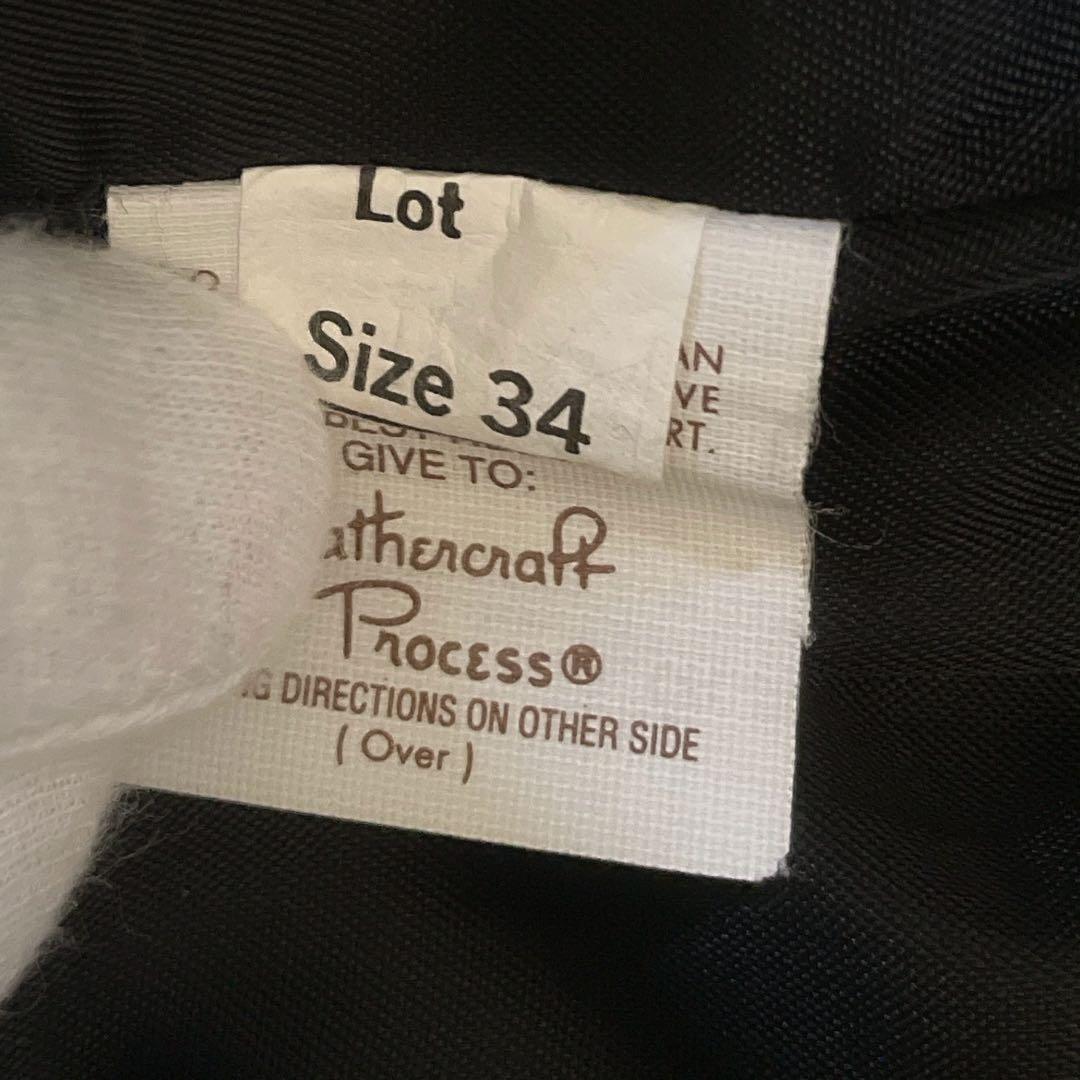 Lot
Size 34
AN
VE
RT.
GIVE TO:
athercraft
Process®
G DIRECTIONS ON OTHER SIDE
( Over )